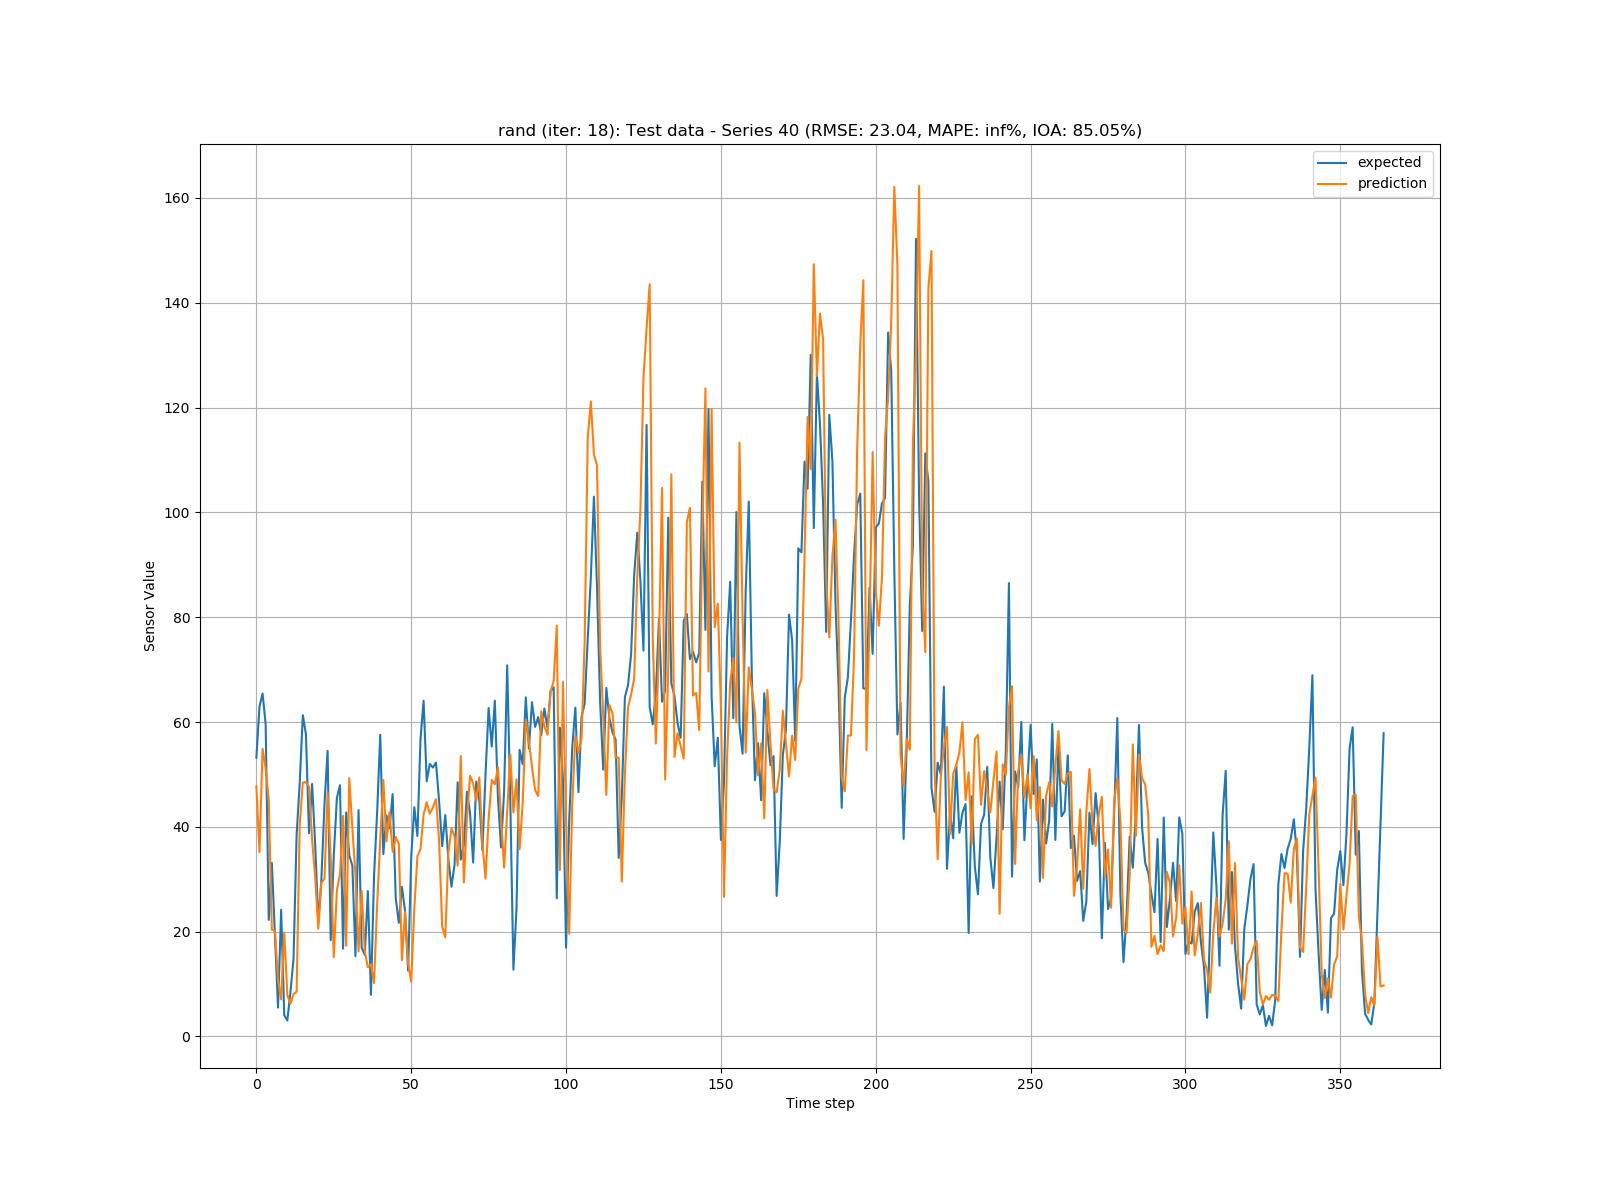 rand (iter: 18): Test data - Series 40 (RMSE: 23.04, MAPE: inf%, IOA: 85.05%)
expected
prediction
160
140
120
100
80
60
40
20
0
Sensor Value
0 50 100 150 200 250 300 350
Time step